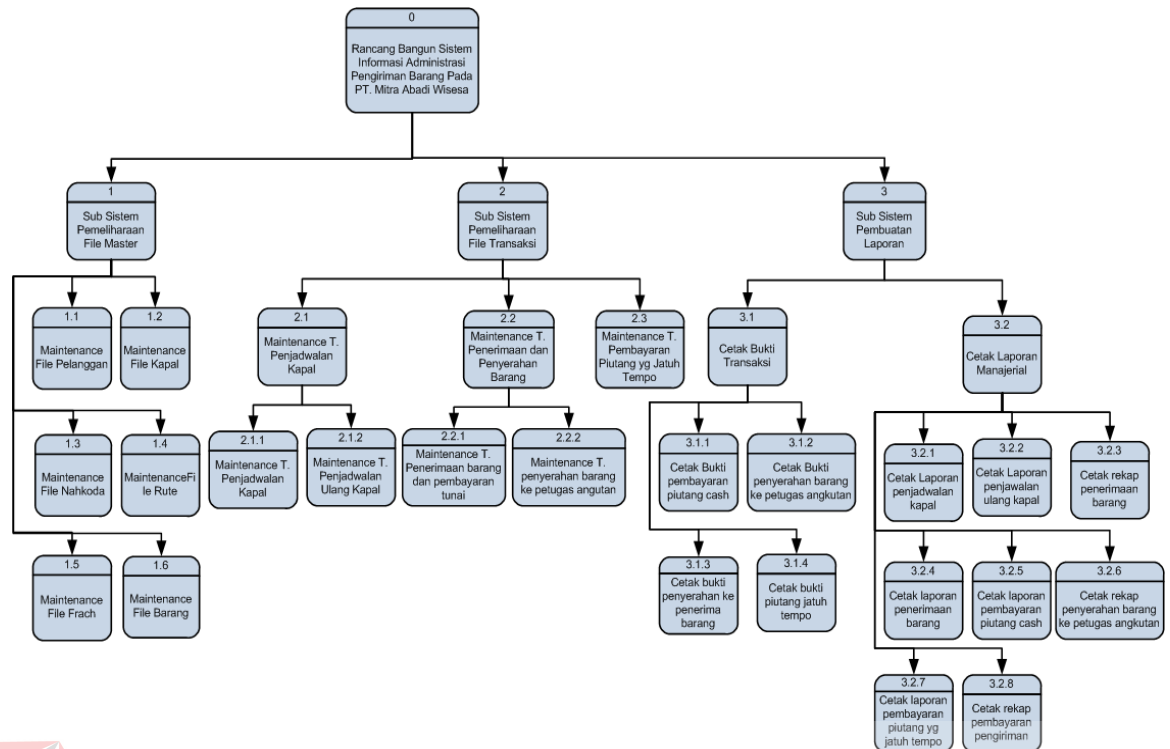 0
Rancang Bangun Sistem
Informasi Administrasi
Pengiriman Barang Pada
PT. Mitra Abadi Wisesa
1
Sub Sistem
Pemeliharaan
File Master
2
Sub Sistem
Pemeliharaan
File Transaksi
3
Sub Sistem
Pembuatan
Laporan
1.1
Maintenance
File Pelanggan
1.2
Maintenance
File Kapal
2.1
Maintenance T.
Penjadwalan
Kapal
2.2
Maintenance T.
Penerimaan dan
Penyerahan
Barang
2.3
Maintenance T.
Pembayaran
Piutang yg Jatuh
Tempo
3.1
Cetak Bukti
Transaksi
3.2
Cetak Laporan
Manajerial
1.3
Maintenance
File Nahkoda
1.4
MaintenanceFi
le Rute
2.1.1
Maintenance T.
Penjadwalan
Kapal
2.1.2
Maintenance T.
Penjadwalan
Ulang Kapal
2.2.1
Maintenance T.
Penerimaan barang
dan pembayaran
tunai
2.2.2
Maintenance T.
penyerahan barang
ke petugas angutan
3.1.1
Cetak Bukti
pembayaran
piutang cash
3.1.2
Cetak Bukti
penyerahan barang
ke petugas angkutan
3.2.1
Cetak Laporan
penjadwalan
kapal
3.2.2
Cetak Laporan
penjawalan
ulang kapal
3.2.3
Cetak rekap
penerimaan
barang
1.5
Maintenance
File Frach
1.6
Maintenance
File Barang
3.1.3
Cetak bukti
penyerahan ke
penerima
barang
3.1.4
Cetak bukti
piutang jatuh
tempo
3.2.4
Cetak laporan
penerimaan
barang
3.2.5
Cetak laporan
pembayaran
piutang cash
3.2.6
Cetak rekap
penyerahan barang
ke petugas angkutan
3.2.7
Cetak laporan
pembayaran
piutang yg
jatuh tempo
3.2.8
Cetak rekap
pembayaran
pengiriman